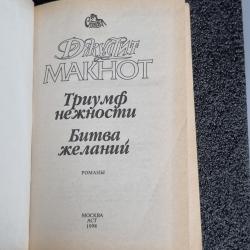 Джудит
МАКНОТ
Триумф
нежности
Битва
желаний
РОМАНЫ
МОСКВА
АСТ
1998